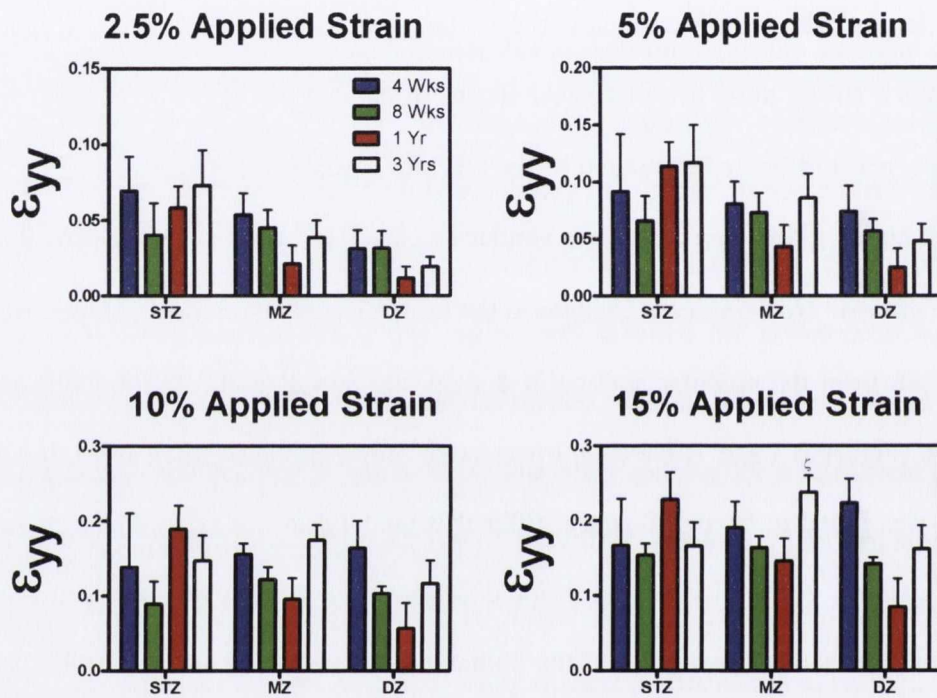 2.5% Applied Strain
0.15
0.10
0.05
0.00
εyy
4 Wks
8 Wks
1 Yr
3 Yrs
STZ MZ DZ
5% Applied Strain
0.20
0.15
0.10
0.05
0.00
εyy
STZ MZ DZ
10% Applied Strain
0.3
0.2
0.1
0.0
εyy
STZ MZ DZ
15% Applied Strain
0.3
0.2
0.1
0.0
εyy
ς
STZ MZ DZ